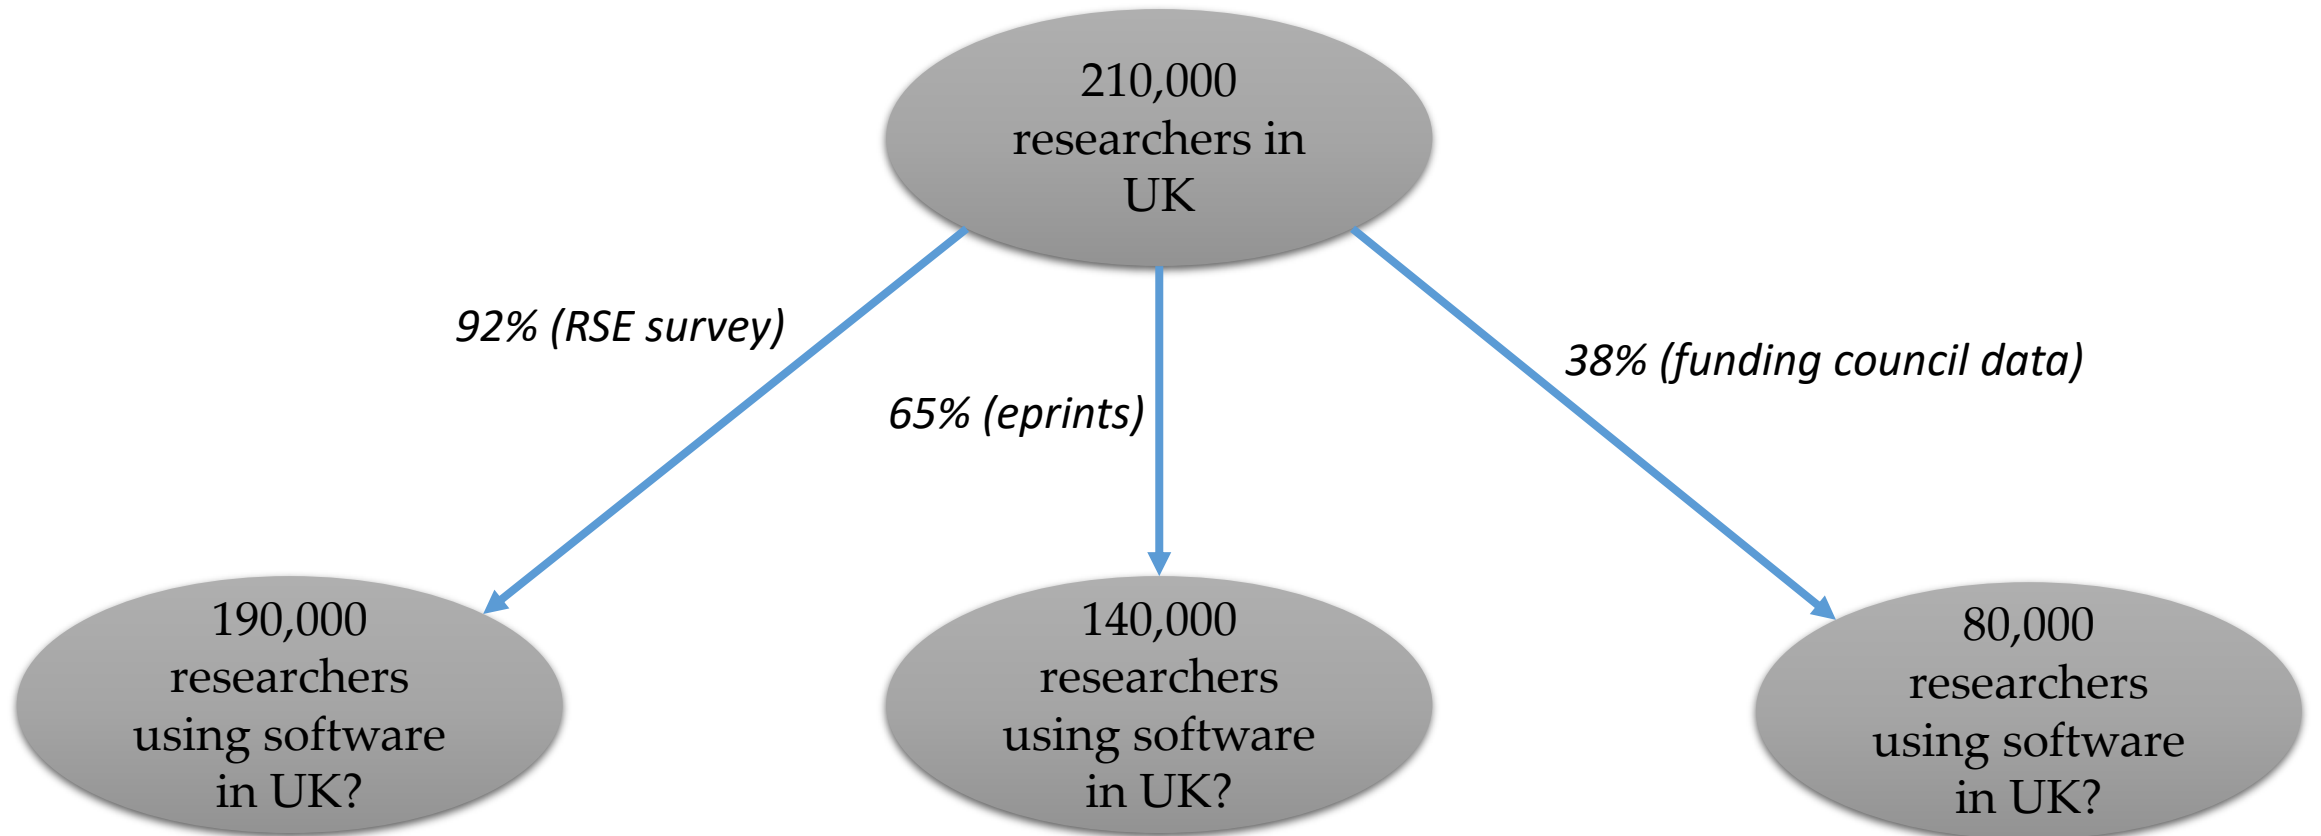 210,000
researchers in
UK
92% (RSE survey)
65% (eprints)
38% (funding council data)
190,000
researchers
using software
in UK?
140,000
researchers
using software
in UK?
80,000
researchers
using software
in UK?